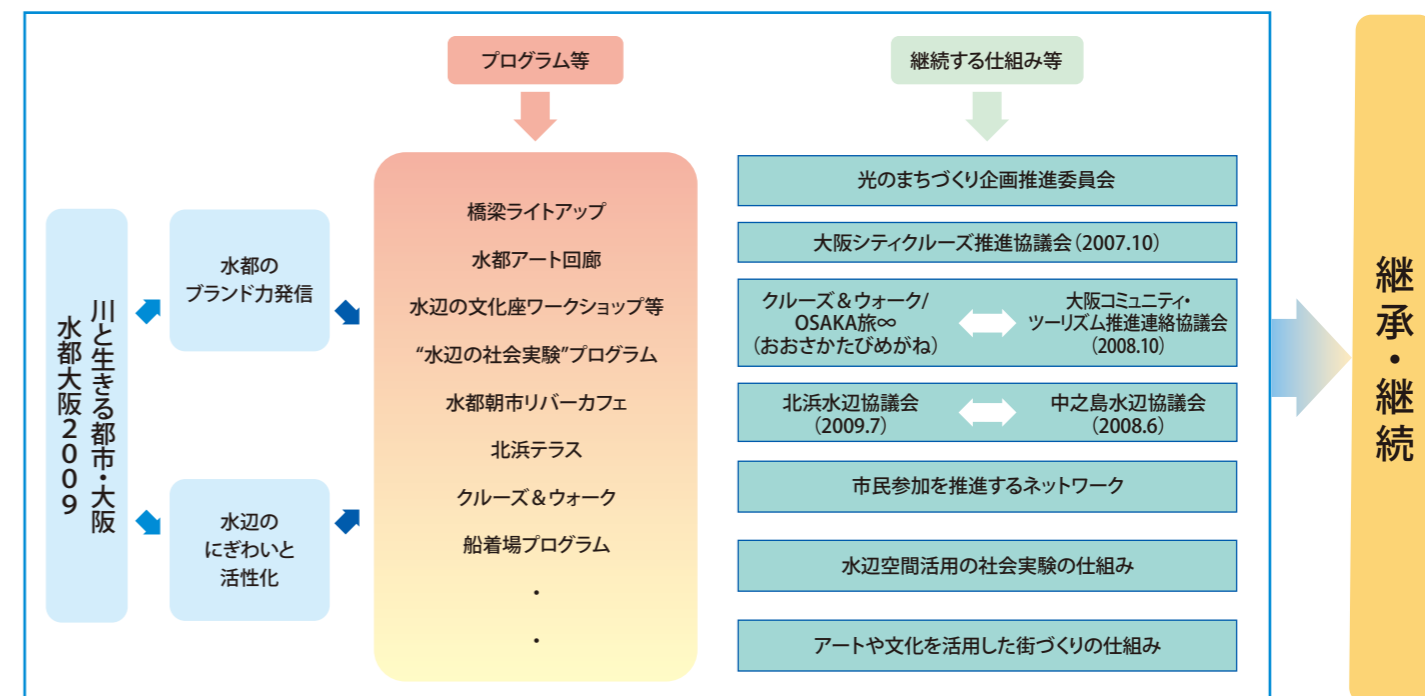 川と生きる都市・大阪
水都大阪2009
水都の
ブランド力発信
水辺の
にぎわいと
活性化
プログラム等
橋梁ライトアップ
水都アート回廊
水辺の文化座ワークショップ等
“水辺の社会実験”プログラム
水都朝市リバーカフェ
北浜テラス
クルーズ＆ウォーク
船着場プログラム
・
・
継続する仕組み等
光のまちづくり企画推進委員会
大阪シティクルーズ推進協議会（2007.10）
クルーズ＆ウォーク/
OSAKA旅∞
（おおさかたびめがね）
大阪コミュニティ・
ツーリズム推進連絡協議会
（2008.10）
北浜水辺協議会
（2009.7）
中之島水辺協議会
（2008.6）
市民参加を推進するネットワーク
水辺空間活用の社会実験の仕組み
アートや文化を活用した街づくりの仕組み
継承・継続